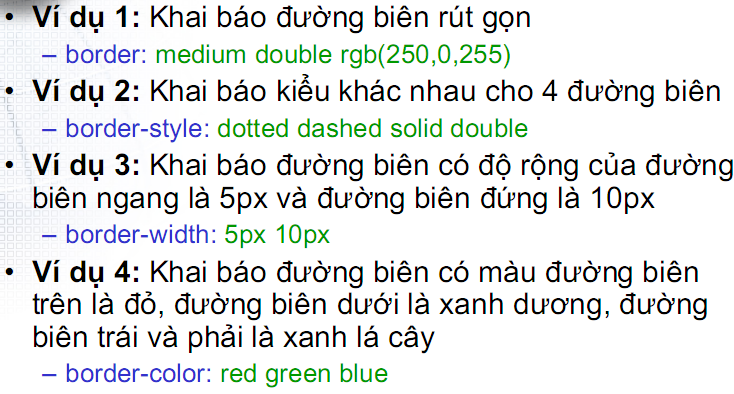 • Ví dụ 1: Khai báo đường biên rút gọn
– border: medium double rgb(250,0,255)
• Ví dụ 2: Khai báo kiểu khác nhau cho 4 đường biên
– border-style: dotted dashed solid double
• Ví dụ 3: Khai báo đường biên có độ rộng của đường
biên ngang là 5px và đường biên đứng là 10px
– border-width: 5px 10px
• Ví dụ 4: Khai báo đường biên có màu đường biên
trên là đỏ, đường biên dưới là xanh dương, đường
biên trái và phải là xanh lá cây
– border-color: red green blue